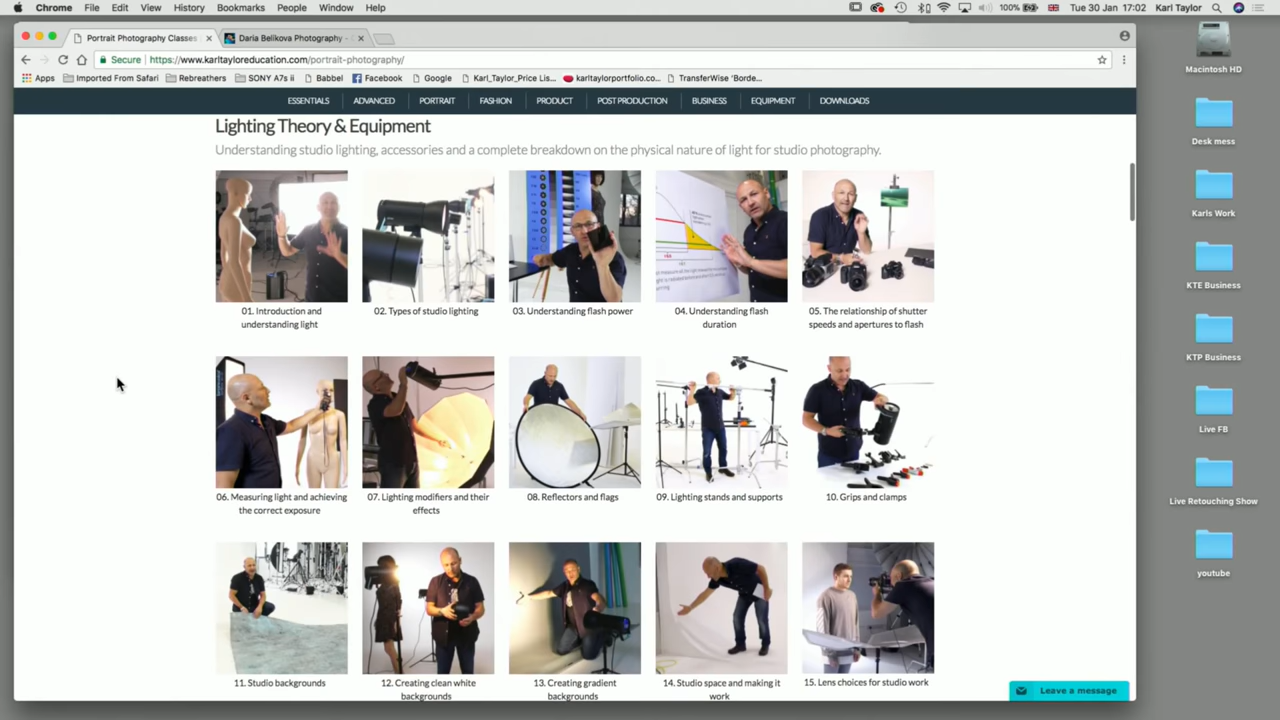 Chrome File Edit View History Bookmarks People Window Help 100% Tue 30 Jan 17:02 Karl Taylor
Portrait Photography Classes Daria Belikova Photography - C
Secure https://www.karltayloreducation.com/portrait-photography/
Apps Imported From Safari Rebreathers SONY A7s ii Babbel Facebook Google Karl_Taylor_Price Lis... karltaylorportfolio.co... TransferWise 'Borde...
ESSENTIALS ADVANCED PORTRAIT FASHION PRODUCT POST PRODUCTION BUSINESS EQUIPMENT DOWNLOADS
Lighting Theory & Equipment
Understanding studio lighting, accessories and a complete breakdown on the physical nature of light for studio photography.
01. Introduction and
understanding light
02. Types of studio lighting
03. Understanding flash power
04. Understanding flash
duration
05. The relationship of shutter
speeds and apertures to flash
06. Measuring light and achieving
the correct exposure
07. Lighting modifiers and their
effects
08. Reflectors and flags
09. Lighting stands and supports
10. Grips and clamps
11. Studio backgrounds
12. Creating clean white
backgrounds
13. Creating gradient
backgrounds
14. Studio space and making it
work
15. Lens choices for studio work
Leave a message
Macintosh HD
Desk mess
Karls Work
KTE Business
KTP Business
Live FB
Live Retouching Show
youtube